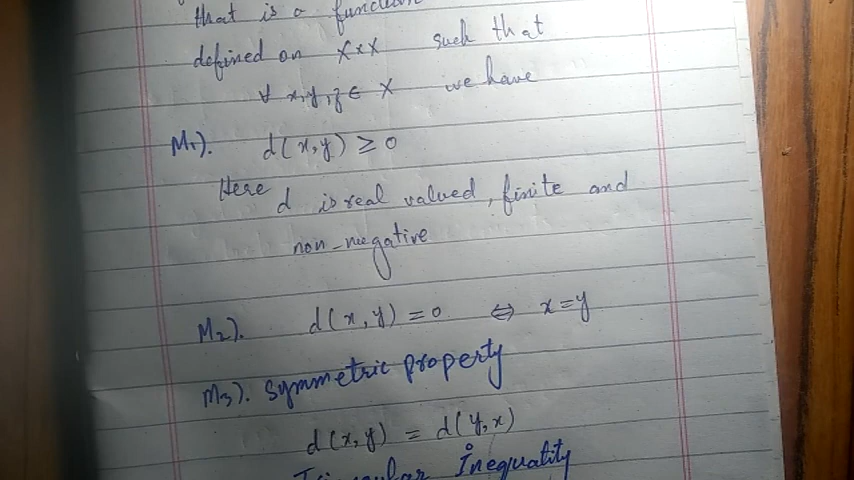 that is a function
defined on X×X such that
∀ x,y,z ∈ X we have
M₁). d(x,y) ≥ 0
Here d is real valued, finite and
non-negative
M₂). d(x,y) = 0 ⇔ x=y
M₃). Symmetric property
d(x,y) = d(y,x)
Inequality